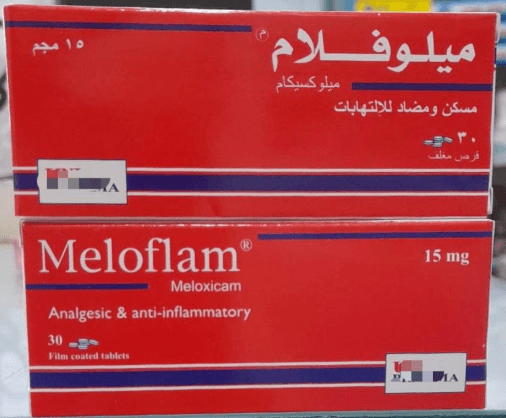 ميلوفلام
م
١٥ مجم
ميلوكسيكام
مسكن ومضاد للالتهابات
٣٠
قرص مغلف
Meloflam®
15 mg
Meloxicam
Analgesic & anti-inflammatory
30
Film coated tablets